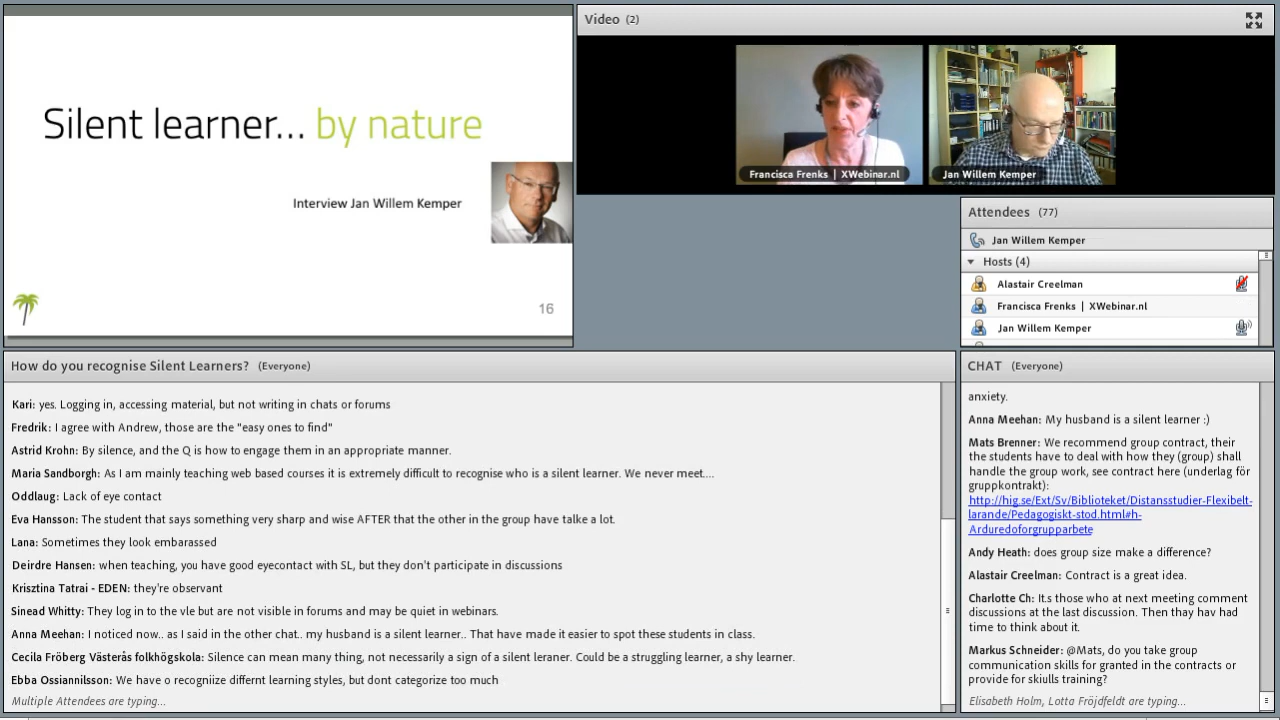 Silent learner... by nature
Interview Jan Willem Kemper
16
Video (2)
Francisca Frenks | XWebinar.nl
Jan Willem Kemper
Attendees (77)
Jan Willem Kemper
Hosts (4)
Alastair Creelman
Francisca Frenks | XWebinar.nl
Jan Willem Kemper
How do you recognise Silent Learners? (Everyone)
Kari: yes. Logging in, accessing material, but not writing in chats or forums
Fredrik: I agree with Andrew, those are the "easy ones to find"
Astrid Krohn: By silence, and the Q is how to engage them in an appropriate manner.
Maria Sandborgh: As I am mainly teaching web based courses it is extremely difficult to recognise who is a silent learner. We never meet....
Oddlaug: Lack of eye contact
Eva Hansson: The student that says something very shady and wise AFTER that the other in the group have talke a lot.
Lana: Sometimes they look embarassed
Deirdre Hansen: when teaching, you have good eyecontact with SL, but they don't participate in discussions
Krisztina Tatrai - EDEN: they're observant
Sinead Whitty: They log in to the vle but are not visible in forums and may be quiet in webinars.
Anna Meehan: I noticed now.. as I said in the other chat.. my husband is a silent learner.. That have made it easier to spot these students in class.
Cecila Fröberg Västerås folkhögskola: Silence can mean many thing, not necessarily a sign of a silent leraner. Could be a struggling learner, a shy learner.
Ebba Ossiannilsson: We have o recogniize differnt learning styles, but dont categorize too much
Multiple Attendees are typing...
CHAT (Everyone)
anxiety.
Anna Meehan: My husband is a silent learner :)
Mats Brenner: We recommend group contract, their
the students have to deal with how they (group) shall
handle the group work, see contract here (underlag för
gruppkontrakt):
http://hig.se/Ext/Sv/Biblioteket/Distansstudier-Flexibelt-
larande/Pedagogiskt-stod.html#h-
Arduredoforgrupparbete
Andy Heath: does group size make a difference?
Alastair Creelman: Contract is a great idea.
Charlotte Ch: It.s those who at next meeting comment
discussions at the last discussion. Then thay hav had
time to think about it.
Markus Schneider: @Mats, do you take group
communication skills for granted in the contracts or
provide for skiulls training?
Elisabeth Holm, Lotta Fröjdfeldt are typing...